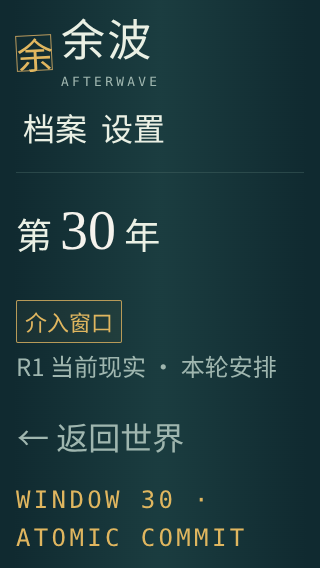 余 余波
AFTERWAVE
档案 设置
第 30 年
介入窗口
R1 当前现实 · 本轮安排
← 返回世界
WINDOW 30 ·
ATOMIC COMMIT